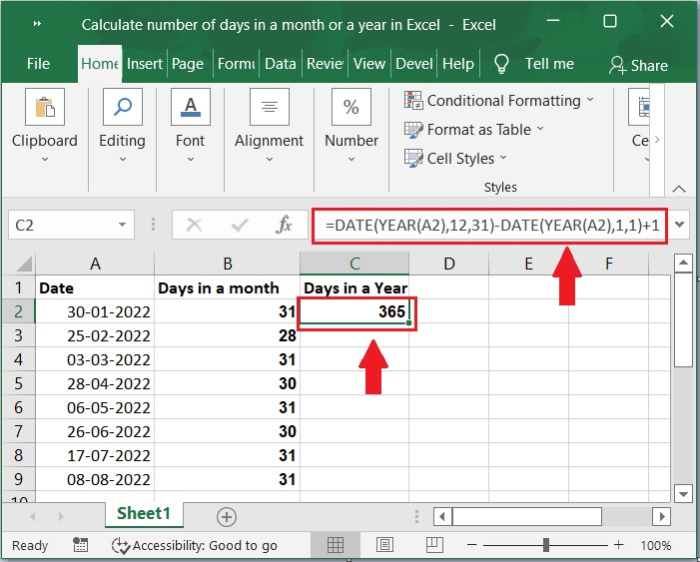 Calculate number of days in a month or a year in Excel - Excel
File Home Insert Page Formu Data Revie View Devel Help Tell me Share
Clipboard Editing Font Alignment Number
Conditional Formatting
Format as Table
Cell Styles
Ce
Styles
C2 fx =DATE(YEAR(A2),12,31)-DATE(YEAR(A2),1,1)+1
A B C D E F
1 Date Days in a month Days in a Year
2 30-01-2022 31 365
3 25-02-2022 28
4 03-03-2022 31
5 28-04-2022 30
6 06-05-2022 31
7 26-06-2022 30
8 17-07-2022 31
9 08-08-2022 31
10
Sheet1
Ready Accessibility: Good to go 100%